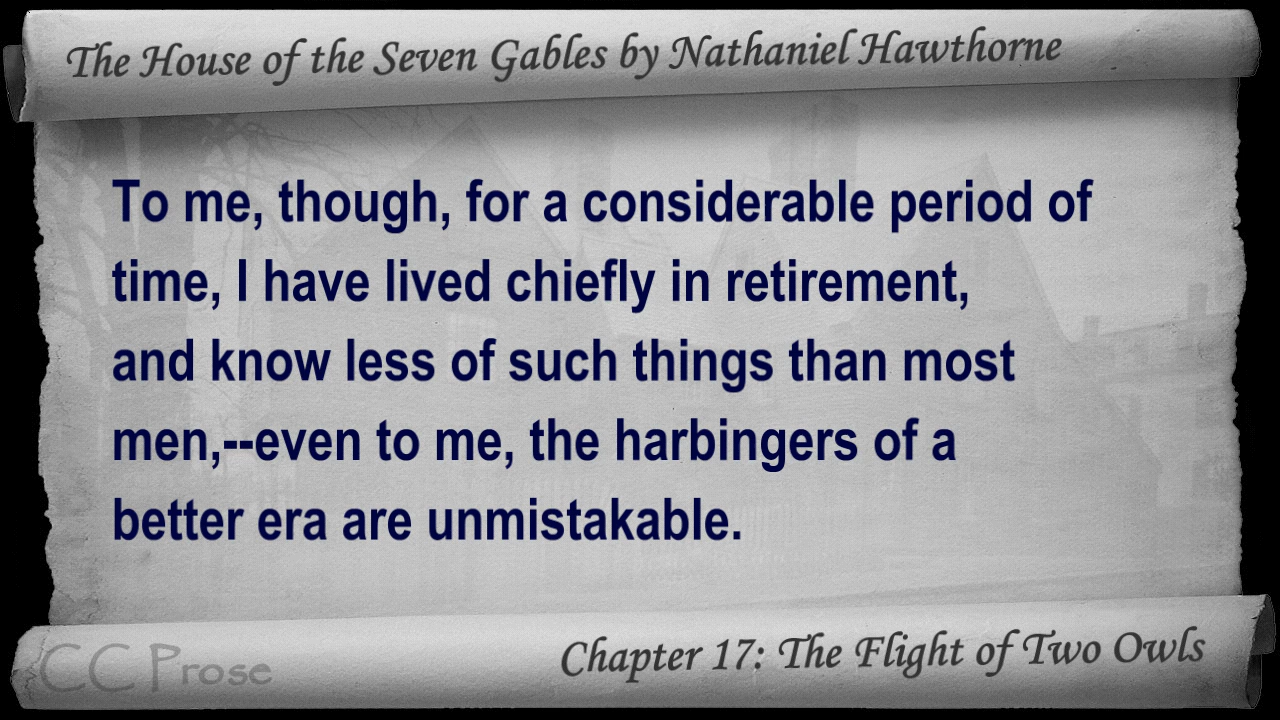 The House of the Seven Gables by Nathaniel Hawthorne
To me, though, for a considerable period of
time, I have lived chiefly in retirement,
and know less of such things than most
men,--even to me, the harbingers of a
better era are unmistakable.
CC Prose
Chapter 17: The Flight of Two Owls